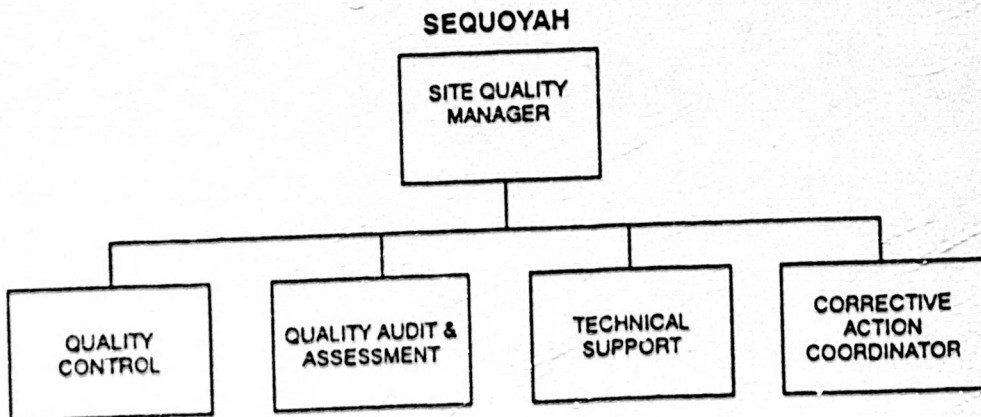 SEQUOYAH
SITE QUALITY
MANAGER
QUALITY
CONTROL
QUALITY AUDIT &
ASSESSMENT
TECHNICAL
SUPPORT
CORRECTIVE
ACTION
COORDINATOR